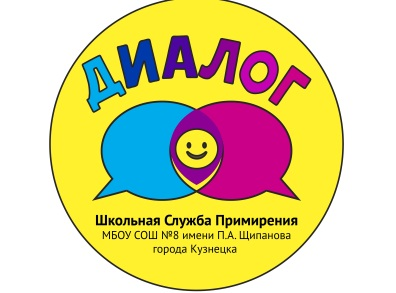 ДИАЛОГ
Школьная Служба Примирения
МБОУ СОШ №8 имени П.А. Щипанова
города Кузнецка